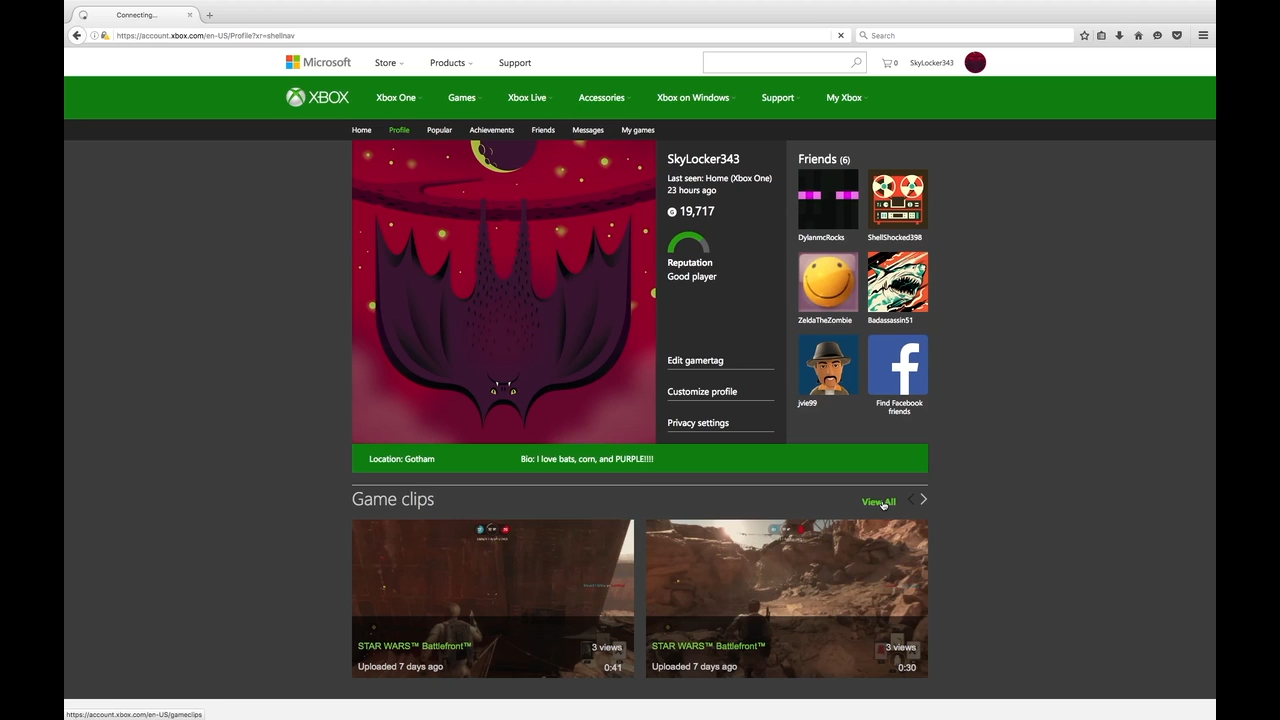 Connecting...
https://account.xbox.com/en-US/Profile?xr=shellnav
Search
Microsoft
Store
Products
Support
0
SkyLocker343
XBOX
Xbox One
Games
Xbox Live
Accessories
Xbox on Windows
Support
My Xbox
Home
Profile
Popular
Achievements
Friends
Messages
My games
SkyLocker343
Last seen: Home (Xbox One)
23 hours ago
G 19,717
Reputation
Good player
Edit gamertag
Customize profile
Privacy settings
Friends (6)
DylanmcRocks
ShellShocked398
ZeldaTheZombie
Badassassin51
jvie99
Find Facebook
friends
Location: Gotham
Bio: I love bats, corn, and PURPLE!!!!
Game clips
View All
STAR WARS™ Battlefront™
3 views
Uploaded 7 days ago
0:41
STAR WARS™ Battlefront™
3 views
Uploaded 7 days ago
0:30
https://account.xbox.com/en-US/gameclips